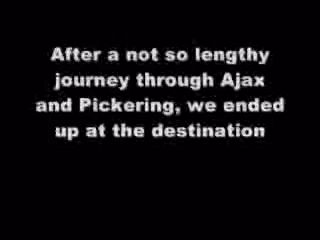 After a not so lengthy
journey through Ajax
and Pickering, we ended
up at the destination